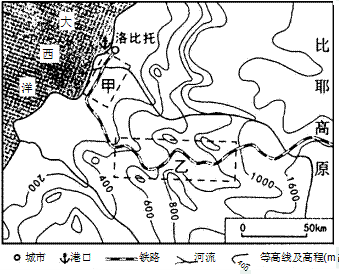 大
西
洋
洛比托
甲
乙
比
耶
高
原
200
400
600
800
1000
1600
0 50km
城市 港口 铁路 河流 400 等高线及高程(m)